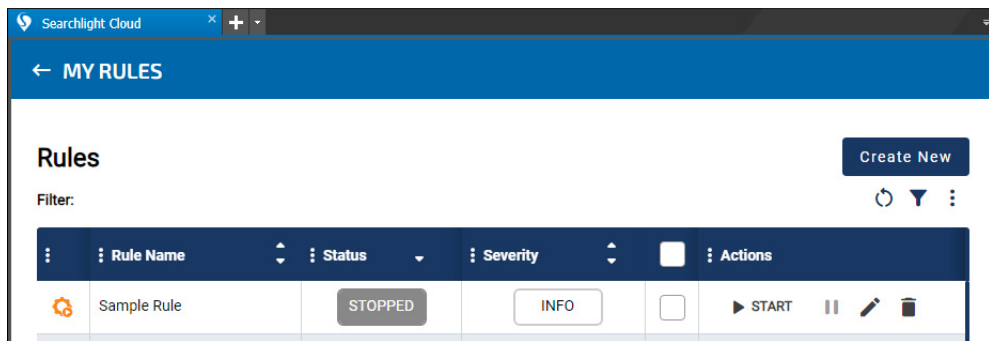 Searchlight Cloud
MY RULES
Rules
Create New
Filter:
Rule Name Status Severity Actions
Sample Rule STOPPED INFO START